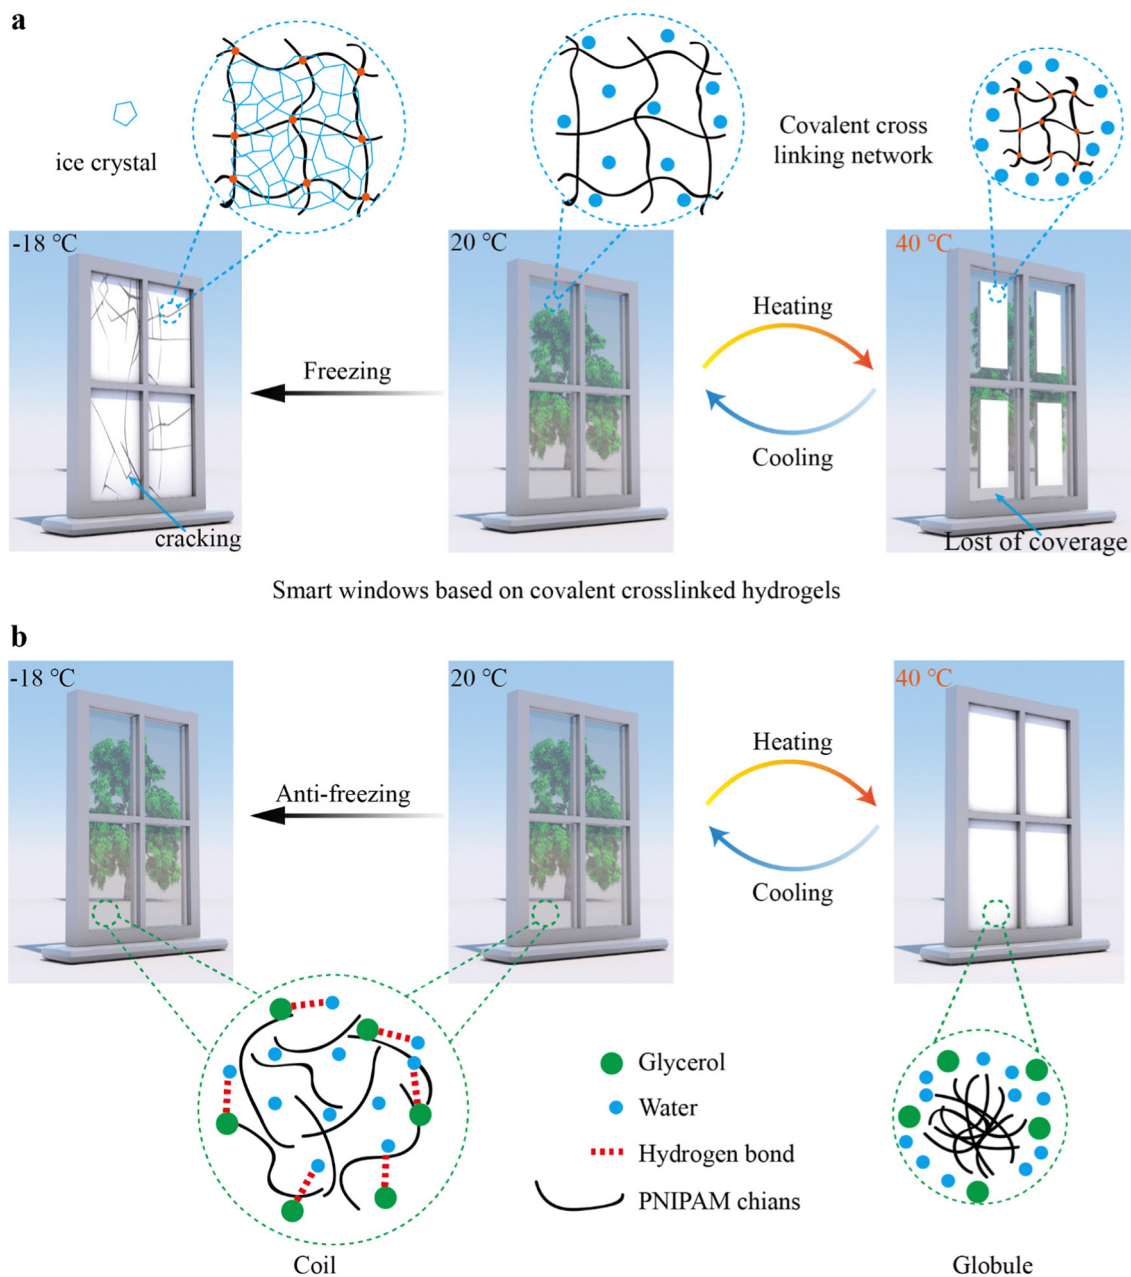 a
ice crystal
Covalent cross
linking network
-18 ℃
20 ℃
40 ℃
Freezing
Heating
Cooling
cracking
Lost of coverage
Smart windows based on covalent crosslinked hydrogels
b
-18 ℃
20 ℃
40 ℃
Anti-freezing
Heating
Cooling
Glycerol
Water
Hydrogen bond
PNIPAM chians
Coil
Globule